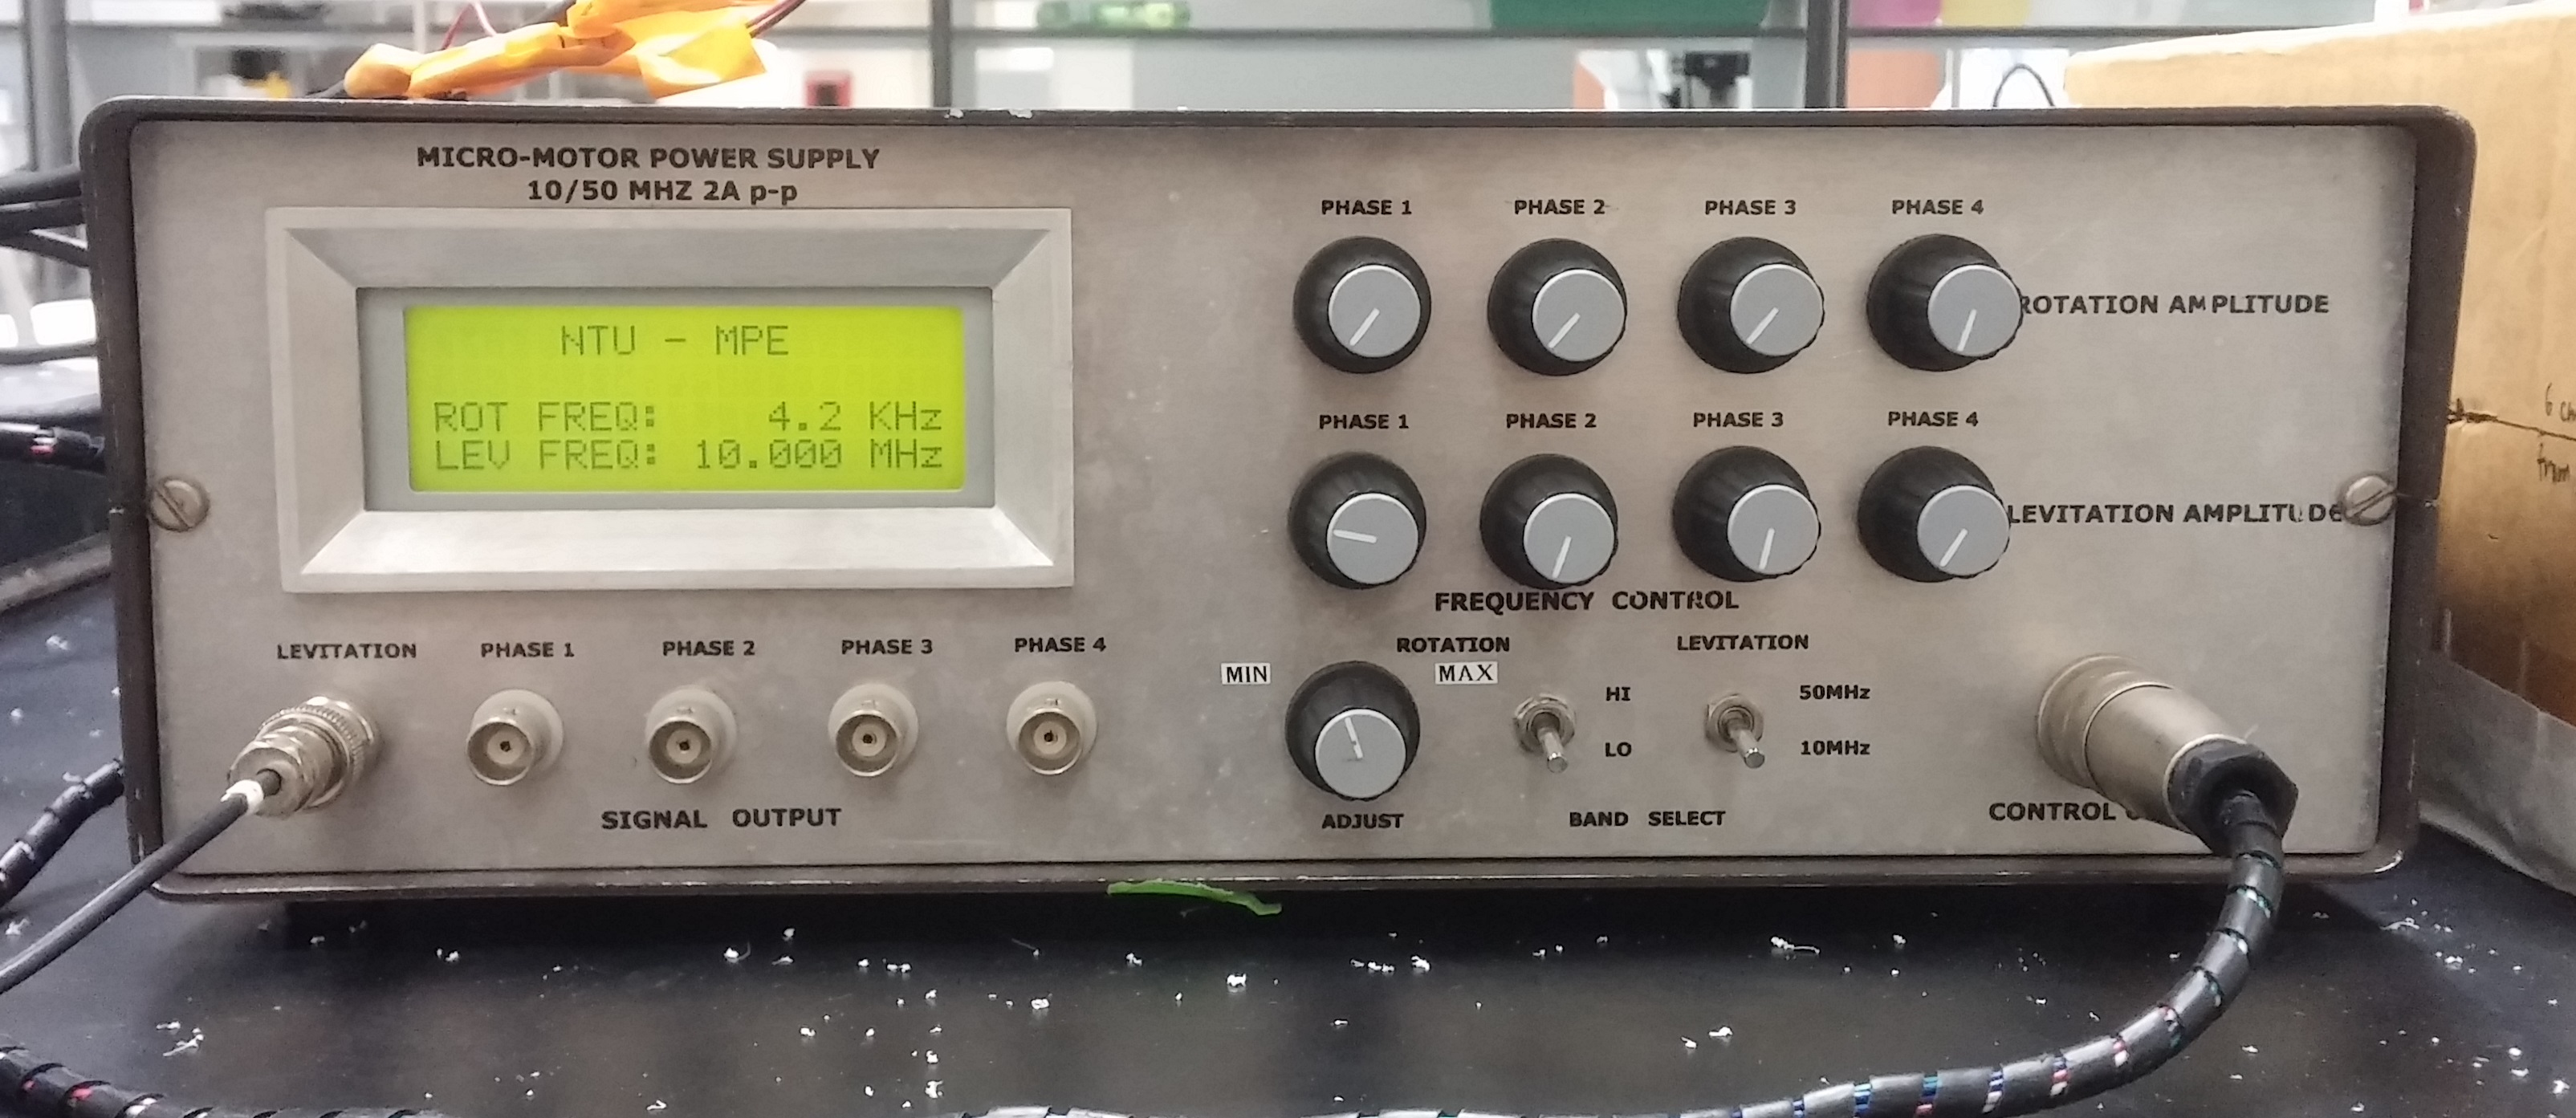 MICRO-MOTOR POWER SUPPLY
10/50 MHZ 2A p-p
NTU - MPE
ROT FREQ: 4.2 KHz
LEV FREQ: 10.000 MHz
PHASE 1 PHASE 2 PHASE 3 PHASE 4
ROTATION AMPLITUDE
PHASE 1 PHASE 2 PHASE 3 PHASE 4
LEVITATION AMPLITUDE
FREQUENCY CONTROL
LEVITATION PHASE 1 PHASE 2 PHASE 3 PHASE 4
SIGNAL OUTPUT
ROTATION LEVITATION
MIN MAX
HI 50MHz
LO 10MHz
ADJUST BAND SELECT
CONTROL
6
from